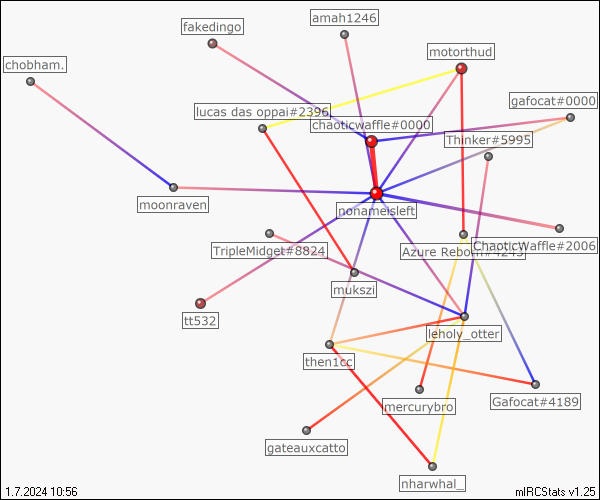 amah1246
fakedingo
motorthud
chobham.
gafocat#0000
lucas das oppai#2396
chaoticwaffle#0000
Thinker#5995
moonraven
nonameisleft
TripleMidget#8824
Azure Reborn#4243
ChaoticWaffle#2006
mukszi
tt532
leholy_otter
then1cc
mercurybro
Gafocat#4189
gateauxcatto
nharwhal_
1.7.2024 10:56
mIRCStats v1.25